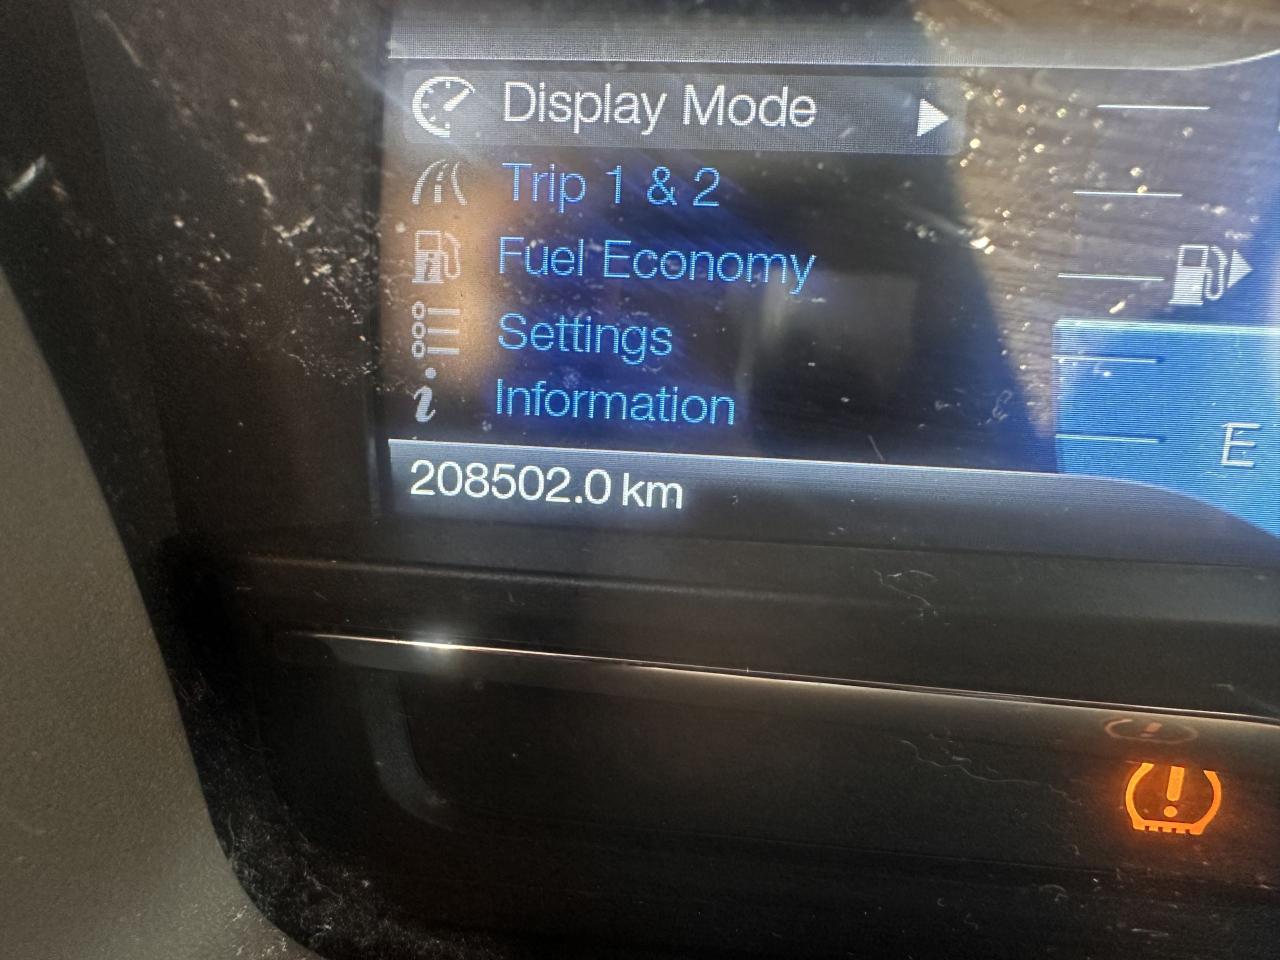 Display Mode
Trip 1 & 2
Fuel Economy
Settings
Information
E
208502.0 km